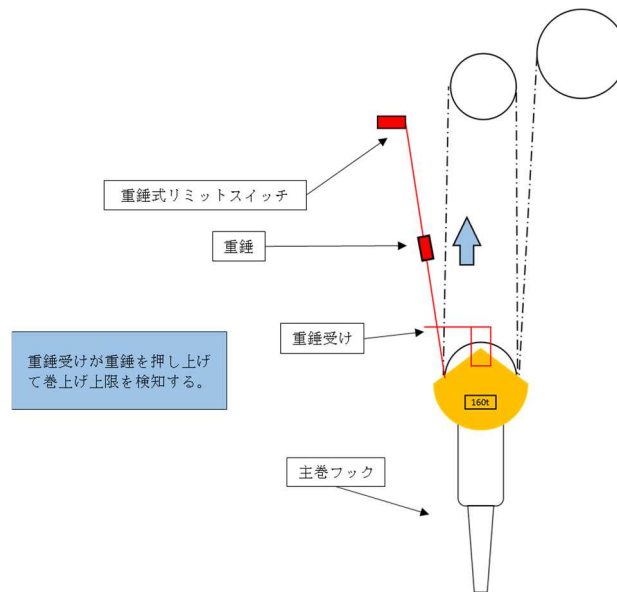 重錘式リミットスイッチ
重錘
重錘受け
重錘受けが重錘を押し上げ
て巻上げ上限を検知する。
160t
主巻フック